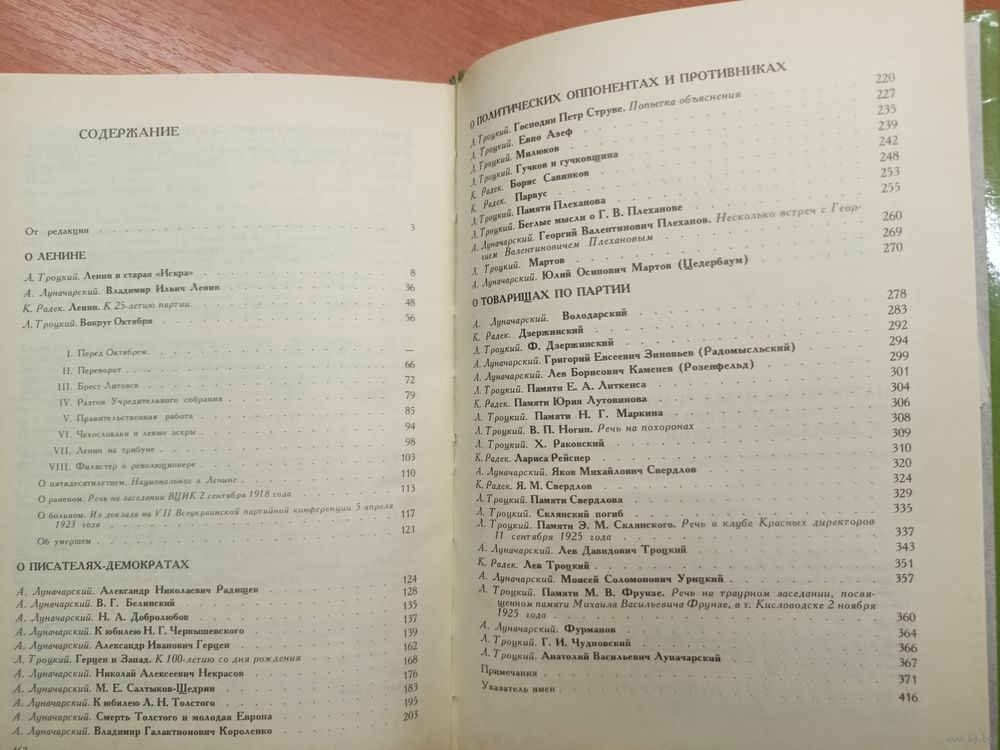 СОДЕРЖАНИЕ
От редакции 3
О ЛЕНИНЕ
Л. Троцкий. Ленин и старая «Искра» 8
А. Луначарский. Владимир Ильич Ленин 36
К. Радек. Ленин. К 25-летию партии. 48
Л. Троцкий. Вокруг Октября 56
I. Перед Октябрем. —
II. Переворот 66
III. Брест Литовск 72
IV. Разгон Учредительного собрания 79
V. Правительственная работа 85
VI. Чехословаки и левые эсеры 94
VII. Ленин на трибуне 98
VIII. Филистер о революционере 103
О пятидесятилетнем. Национальное в Ленине 110
О раненом. Речь на заседании ВЦИК 2 сентября 1918 года 113
О больном. Из доклада на VII Всеукраинской партийной конференции 5 апреля
1923 года 117
Об умершем 121
О ПИСАТЕЛЯХ-ДЕМОКРАТАХ
А. Луначарский. Александр Николаевич Радищев 124
А. Луначарский. В. Г. Белинский 128
А. Луначарский. Н. А. Добролюбов 135
А. Луначарский. К юбилею Н. Г. Чернышевского 137
А. Луначарский. Александр Иванович Герцен 139
Л. Троцкий. Герцен и Запад. К 100-летию со дня рождения 162
А. Луначарский. Николай Алексеевич Некрасов 168
А. Луначарский. М. Е. Салтыков-Щедрин 176
А. Луначарский. К юбилею Л. Н. Толстого 183
А. Луначарский. Смерть Толстого и молодая Европа 195
А. Луначарский. Владимир Галактионович Короленко 203
О ПОЛИТИЧЕСКИХ ОППОНЕНТАХ И ПРОТИВНИКАХ
Л. Троцкий. Господин Петр Струве. Попытка объяснения 220
Л. Троцкий. Евно Азеф 227
Л. Троцкий. Милюков 235
Л. Троцкий. Гучков и гучковщина 239
К. Радек. Борис Савинков 242
К. Радек. Парвус 248
Л. Троцкий. Памяти Плеханова 253
Л. Троцкий. Беглые мысли о Г. В. Плеханове 255
А. Луначарский. Георгий Валентинович Плеханов. Несколько встреч с Геор-
гием Валентиновичем Плехановым 260
Л. Троцкий. Мартов 269
А. Луначарский. Юлий Осипович Мартов (Цедербаум) 270
О ТОВАРИЩАХ ПО ПАРТИИ
А. Луначарский. Володарский 278
К. Радек. Дзержинский 283
Л. Троцкий. Ф. Дзержинский 292
А. Луначарский. Григорий Евсеевич Зиновьев (Радомысльский) 294
А. Луначарский. Лев Борисович Каменев (Розенфельд) 299
Л. Троцкий. Памяти Е. А. Литкенса 301
К. Радек. Памяти Юрия Лутовинова 304
Л. Троцкий. Памяти Н. Г. Маркина 306
Л. Троцкий. В. П. Ногин. Речь на похоронах 308
Л. Троцкий. Х. Раковский 309
К. Радек. Лариса Рейснер 310
А. Луначарский. Яков Михайлович Свердлов 320
К. Радек. Я. М. Свердлов 324
Л. Троцкий. Памяти Свердлова 329
Л. Троцкий. Склянский погиб 335
Л. Троцкий. Памяти Э. М. Склянского. Речь в клубе Красных директоров
11 сентября 1925 года 337
А. Луначарский. Лев Давидович Троцкий 343
К. Радек. Лев Троцкий 351
А. Луначарский. Моисей Соломонович Урицкий 357
Л. Троцкий. Памяти М. В. Фрунзе. Речь на траурном заседании, посвя-
щенном памяти Михаила Васильевича Фрунзе, в г. Кисловодске 2 ноября
1925 года 360
А. Луначарский. Фурманов 364
Л. Троцкий. Г. И. Чудновский 366
Л. Троцкий. Анатолий Васильевич Луначарский 367
Примечания 371
Указатель имен 416